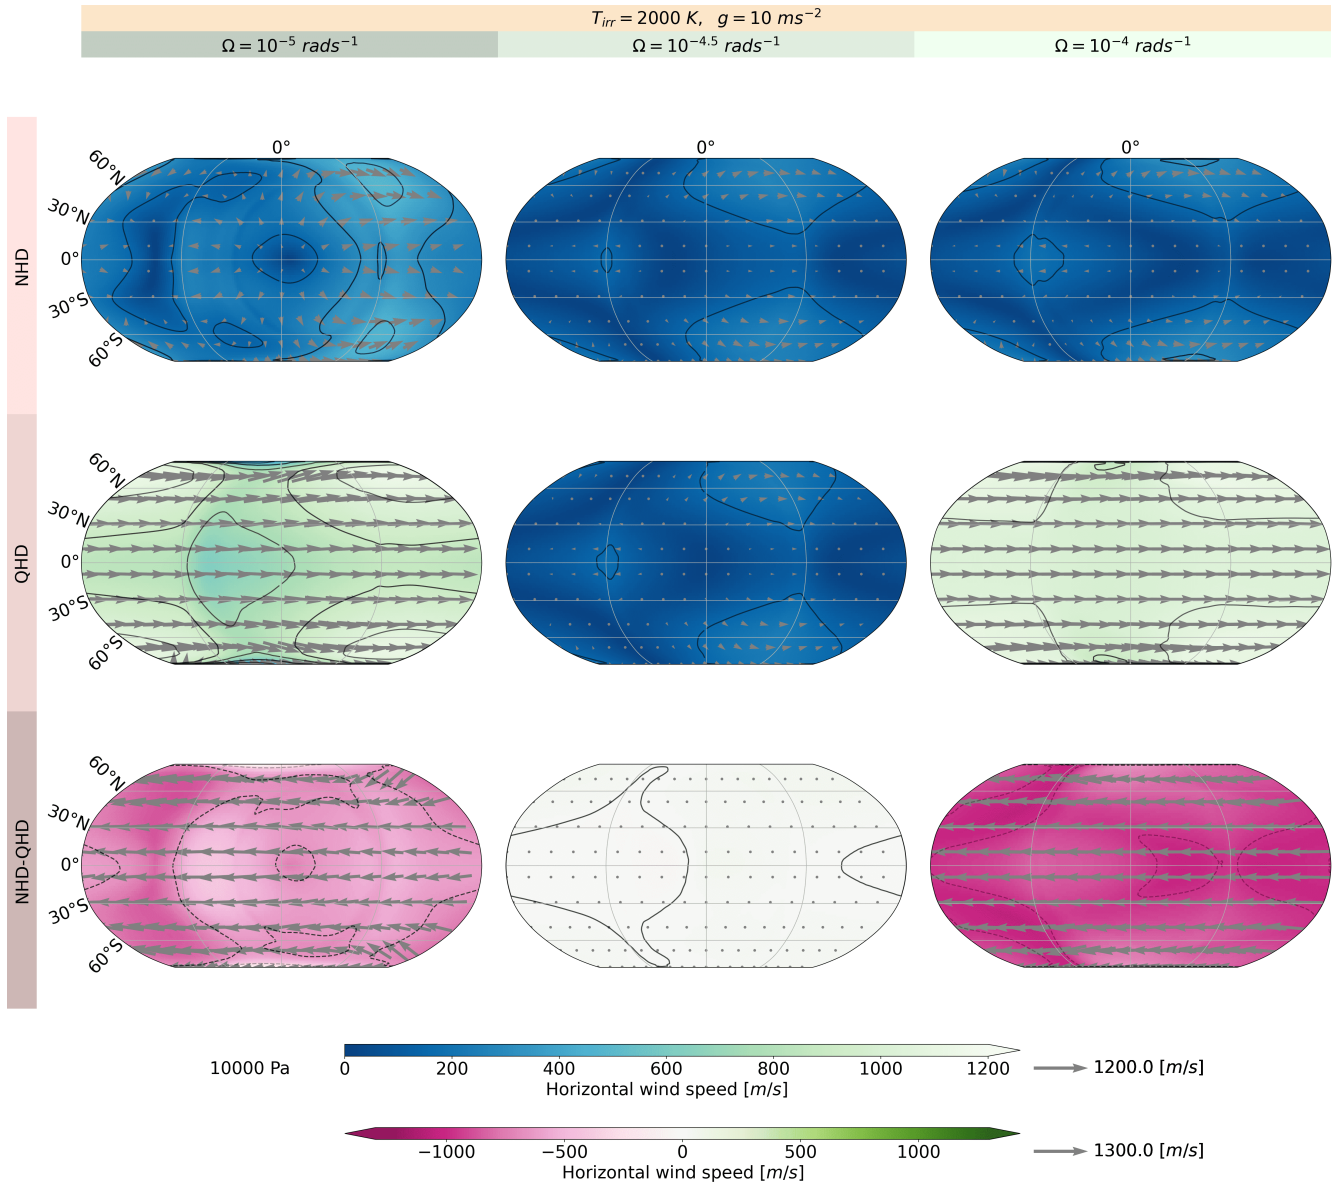 T_irr = 2000 K, g = 10 ms⁻²
Ω = 10⁻⁵ rads⁻¹
Ω = 10⁻⁴·⁵ rads⁻¹
Ω = 10⁻⁴ rads⁻¹
NHD
0°
0°
0°
60°N
30°N
0°
30°S
60°S
QHD
60°N
30°N
0°
30°S
60°S
NHD-QHD
60°N
30°N
0°
30°S
60°S
10000 Pa
0 200 400 600 800 1000 1200
Horizontal wind speed [m/s]
1200.0 [m/s]
−1000 −500 0 500 1000
Horizontal wind speed [m/s]
1300.0 [m/s]